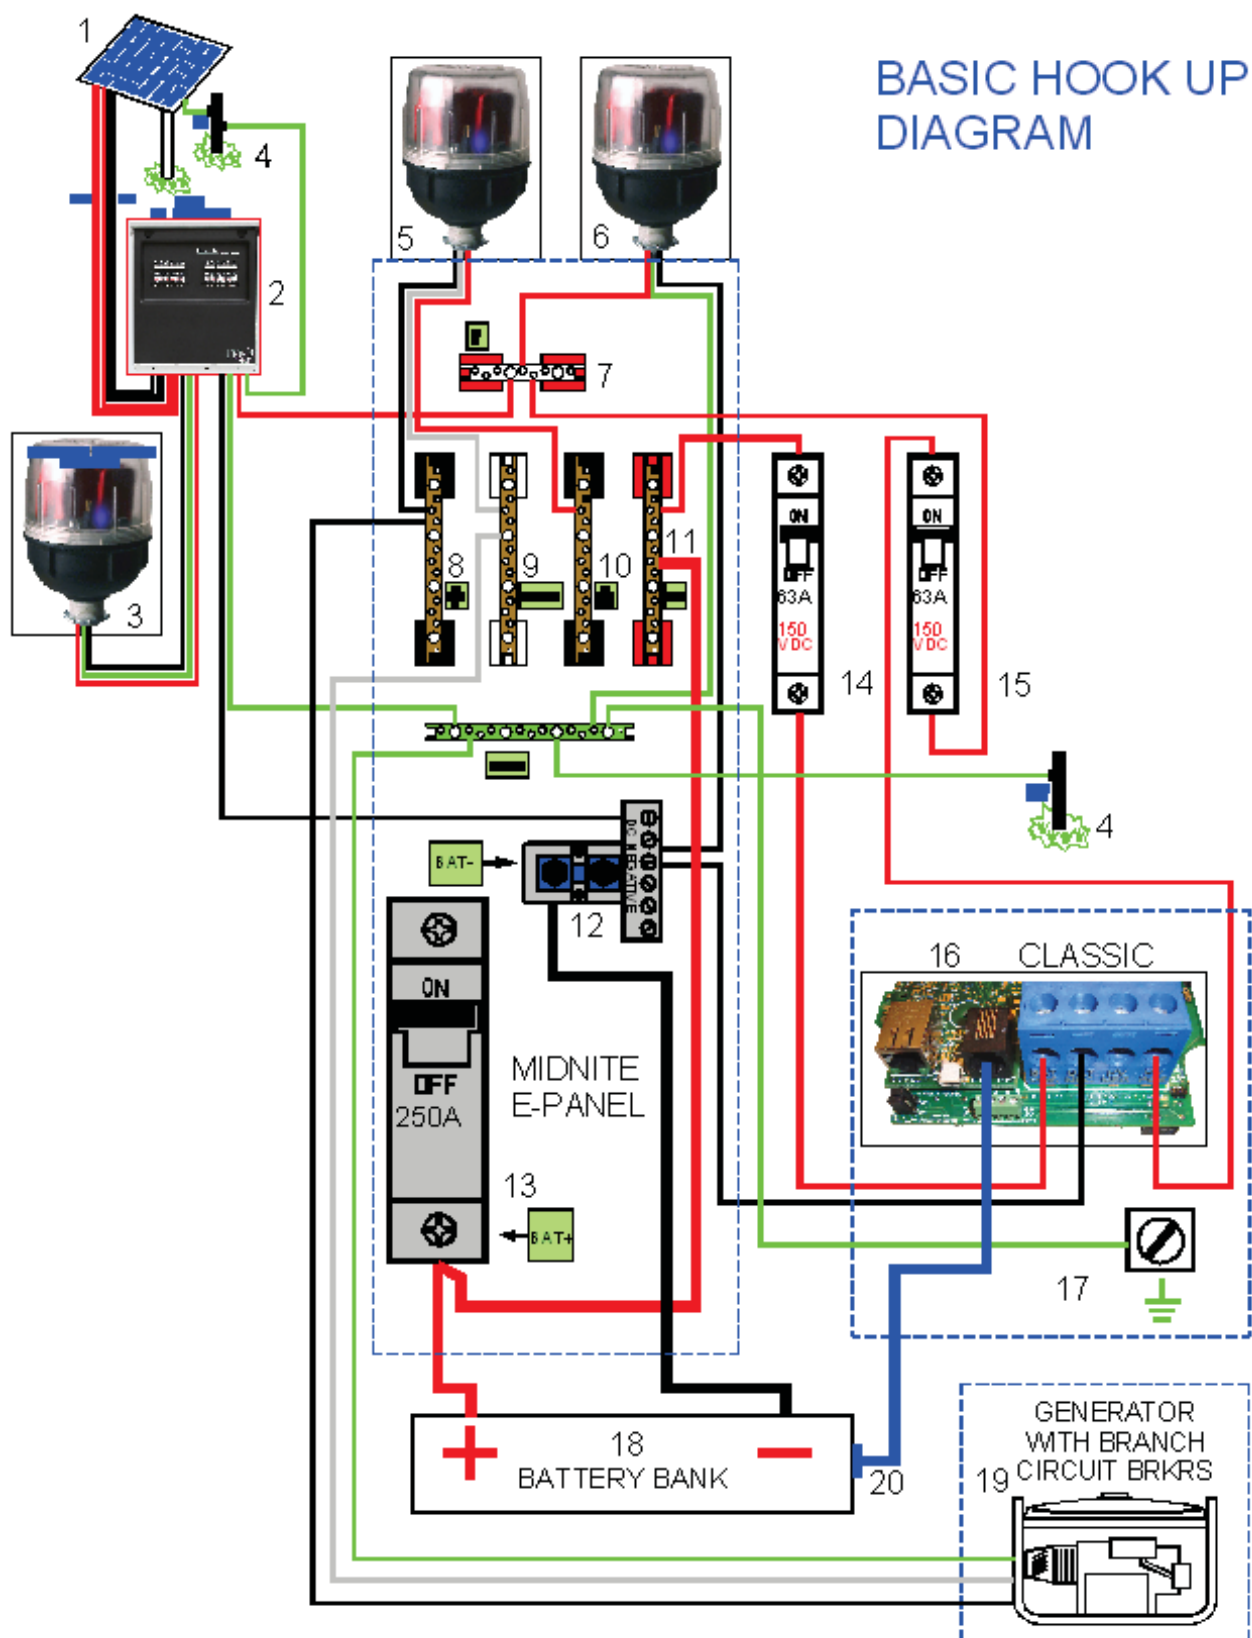 BASIC HOOK UP
DIAGRAM
1
4
5
6
2
7
3
8
9
10
11
ON
OFF
63A
150
VDC
14
ON
OFF
63A
150
VDC
15
4
BAT-
DC NEGATIVE
12
ON
OFF
250A
MIDNITE
E-PANEL
13
BAT+
16
CLASSIC
17
18
BATTERY BANK
20
GENERATOR
WITH BRANCH
CIRCUIT BRKRS
19